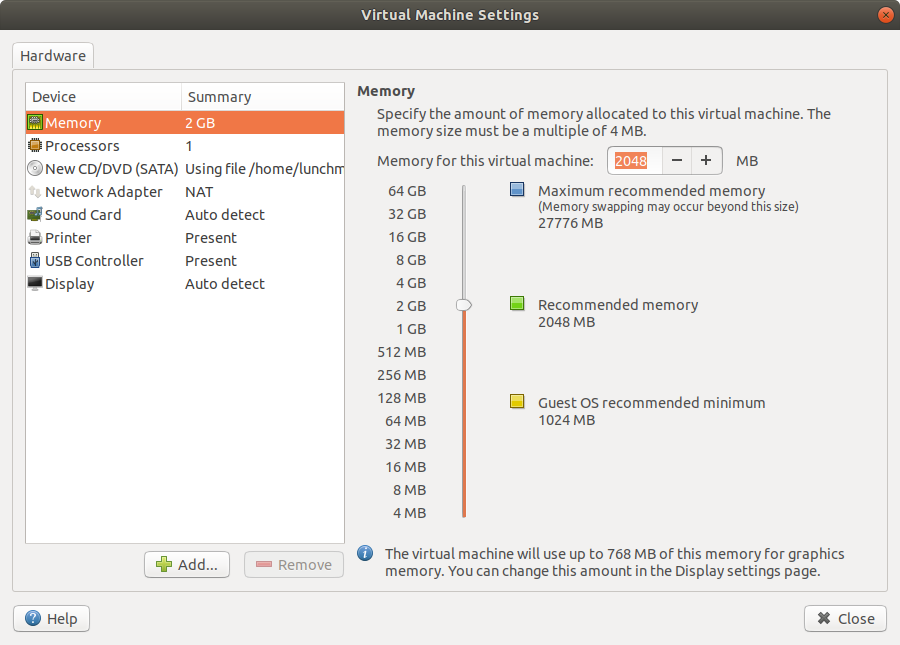 Virtual Machine Settings
Hardware
Device Summary
Memory 2 GB
Processors 1
New CD/DVD (SATA) Using file /home/lunchm
Network Adapter NAT
Sound Card Auto detect
Printer Present
USB Controller Present
Display Auto detect
Add...
Remove
Memory
Specify the amount of memory allocated to this virtual machine. The
memory size must be a multiple of 4 MB.
Memory for this virtual machine: 2048 − + MB
64 GB
32 GB
16 GB
8 GB
4 GB
2 GB
1 GB
512 MB
256 MB
128 MB
64 MB
32 MB
16 MB
8 MB
4 MB
Maximum recommended memory
(Memory swapping may occur beyond this size)
27776 MB
Recommended memory
2048 MB
Guest OS recommended minimum
1024 MB
The virtual machine will use up to 768 MB of this memory for graphics
memory. You can change this amount in the Display settings page.
Help
Close